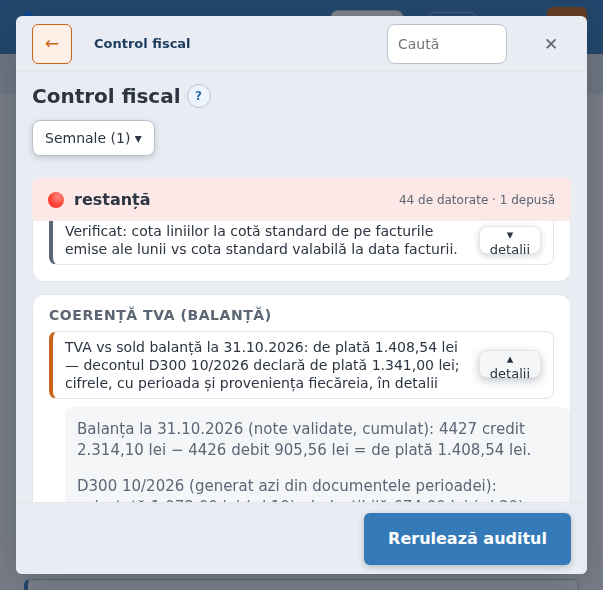 ←
Control fiscal
Caută
✕
Control fiscal ?
Semnale (1) ▾
restanță
44 de datorate · 1 depusă
Verificat: cota liniilor la cotă standard de pe facturile
emise ale lunii vs cota standard valabilă la data facturii.
▾
detalii
COERENȚĂ TVA (BALANȚĂ)
TVA vs sold balanță la 31.10.2026: de plată 1.408,54 lei
— decontul D300 10/2026 declară de plată 1.341,00 lei;
cifrele, cu perioada și proveniența fiecăreia, în detalii
▴
detalii
Balanța la 31.10.2026 (note validate, cumulat): 4427 credit
2.314,10 lei − 4426 debit 905,56 lei = de plată 1.408,54 lei.
D300 10/2026 (generat azi din documentele perioadei):
Rerulează auditul